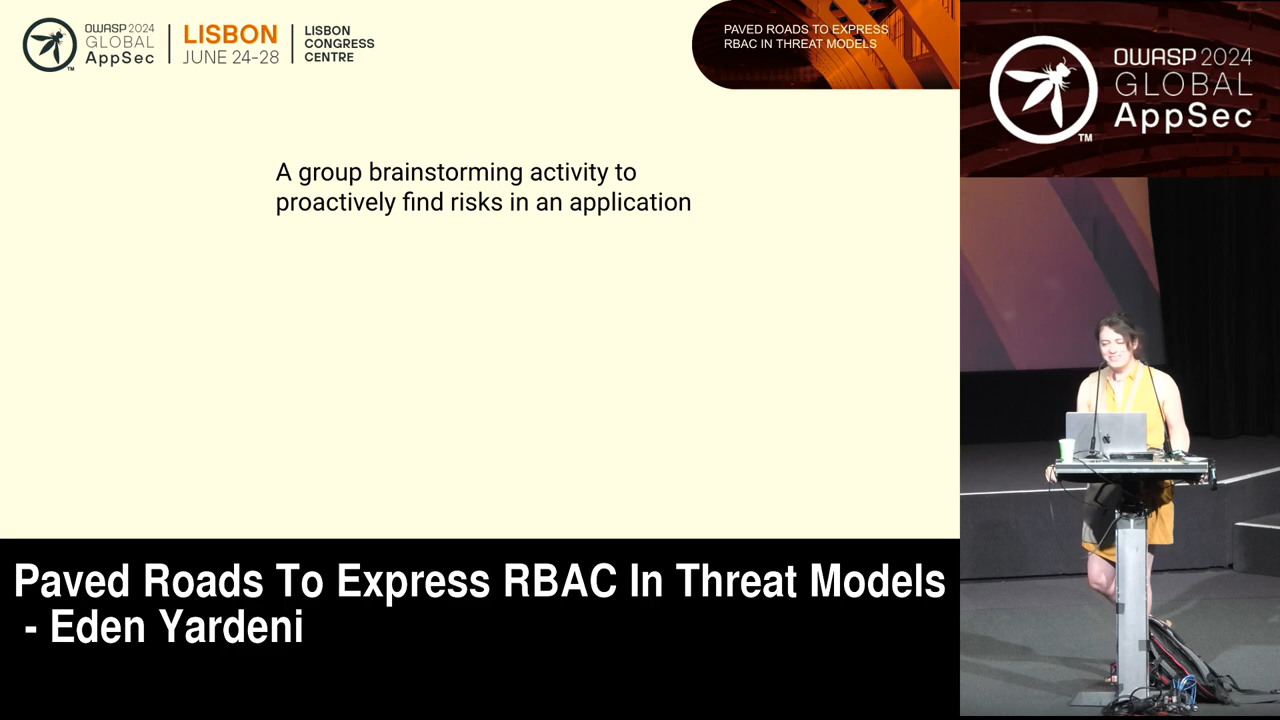 OWASP 2024
GLOBAL
AppSec
TM
LISBON
JUNE 24-28
LISBON
CONGRESS
CENTRE
PAVED ROADS TO EXPRESS
RBAC IN THREAT MODELS
OWASP 2024
GLOBAL
AppSec
TM
A group brainstorming activity to
proactively find risks in an application
Paved Roads To Express RBAC In Threat Models
- Eden Yardeni